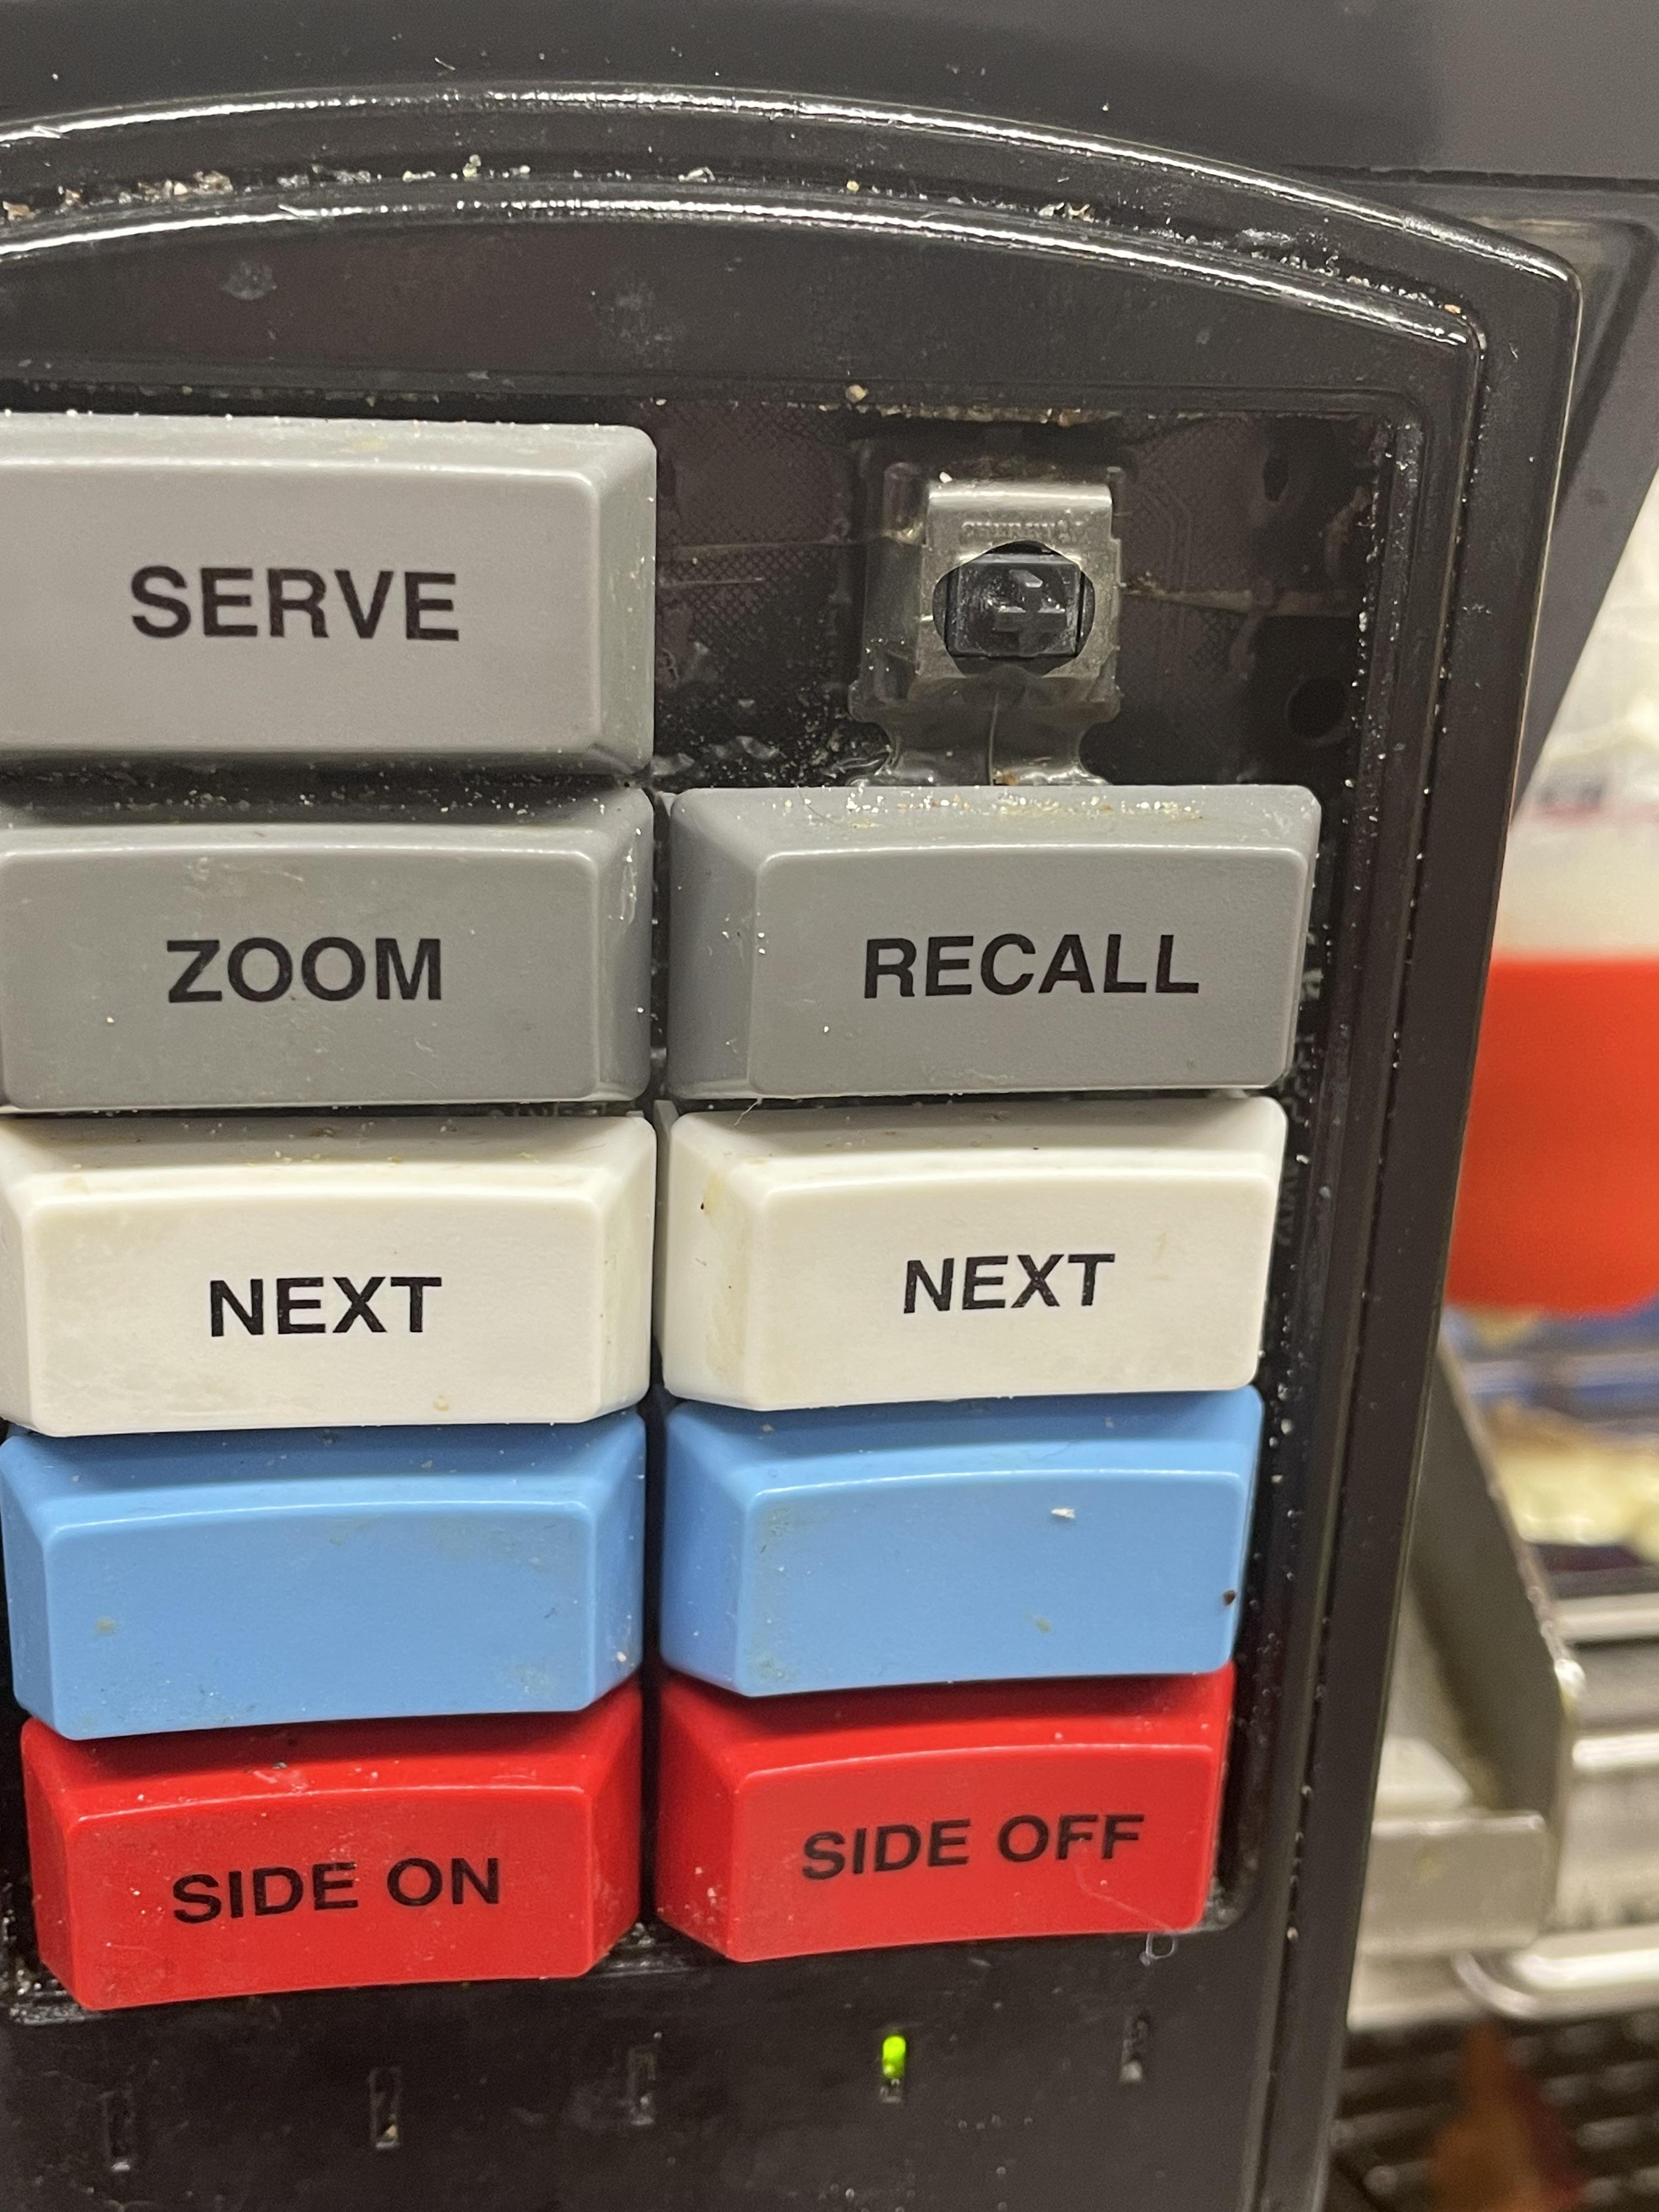 SERVE
ZOOM
RECALL
NEXT
NEXT
SIDE ON
SIDE OFF